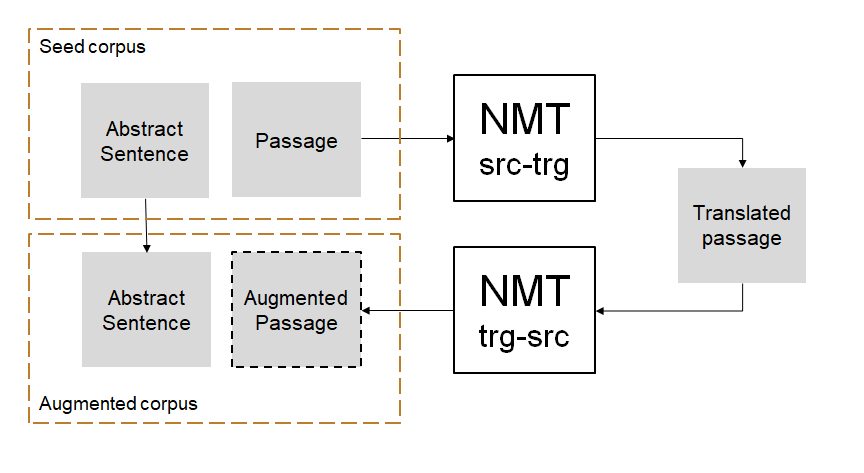 Seed corpus
Abstract
Sentence
Passage
NMT
src-trg
Translated
passage
Abstract
Sentence
Augmented
Passage
NMT
trg-src
Augmented corpus